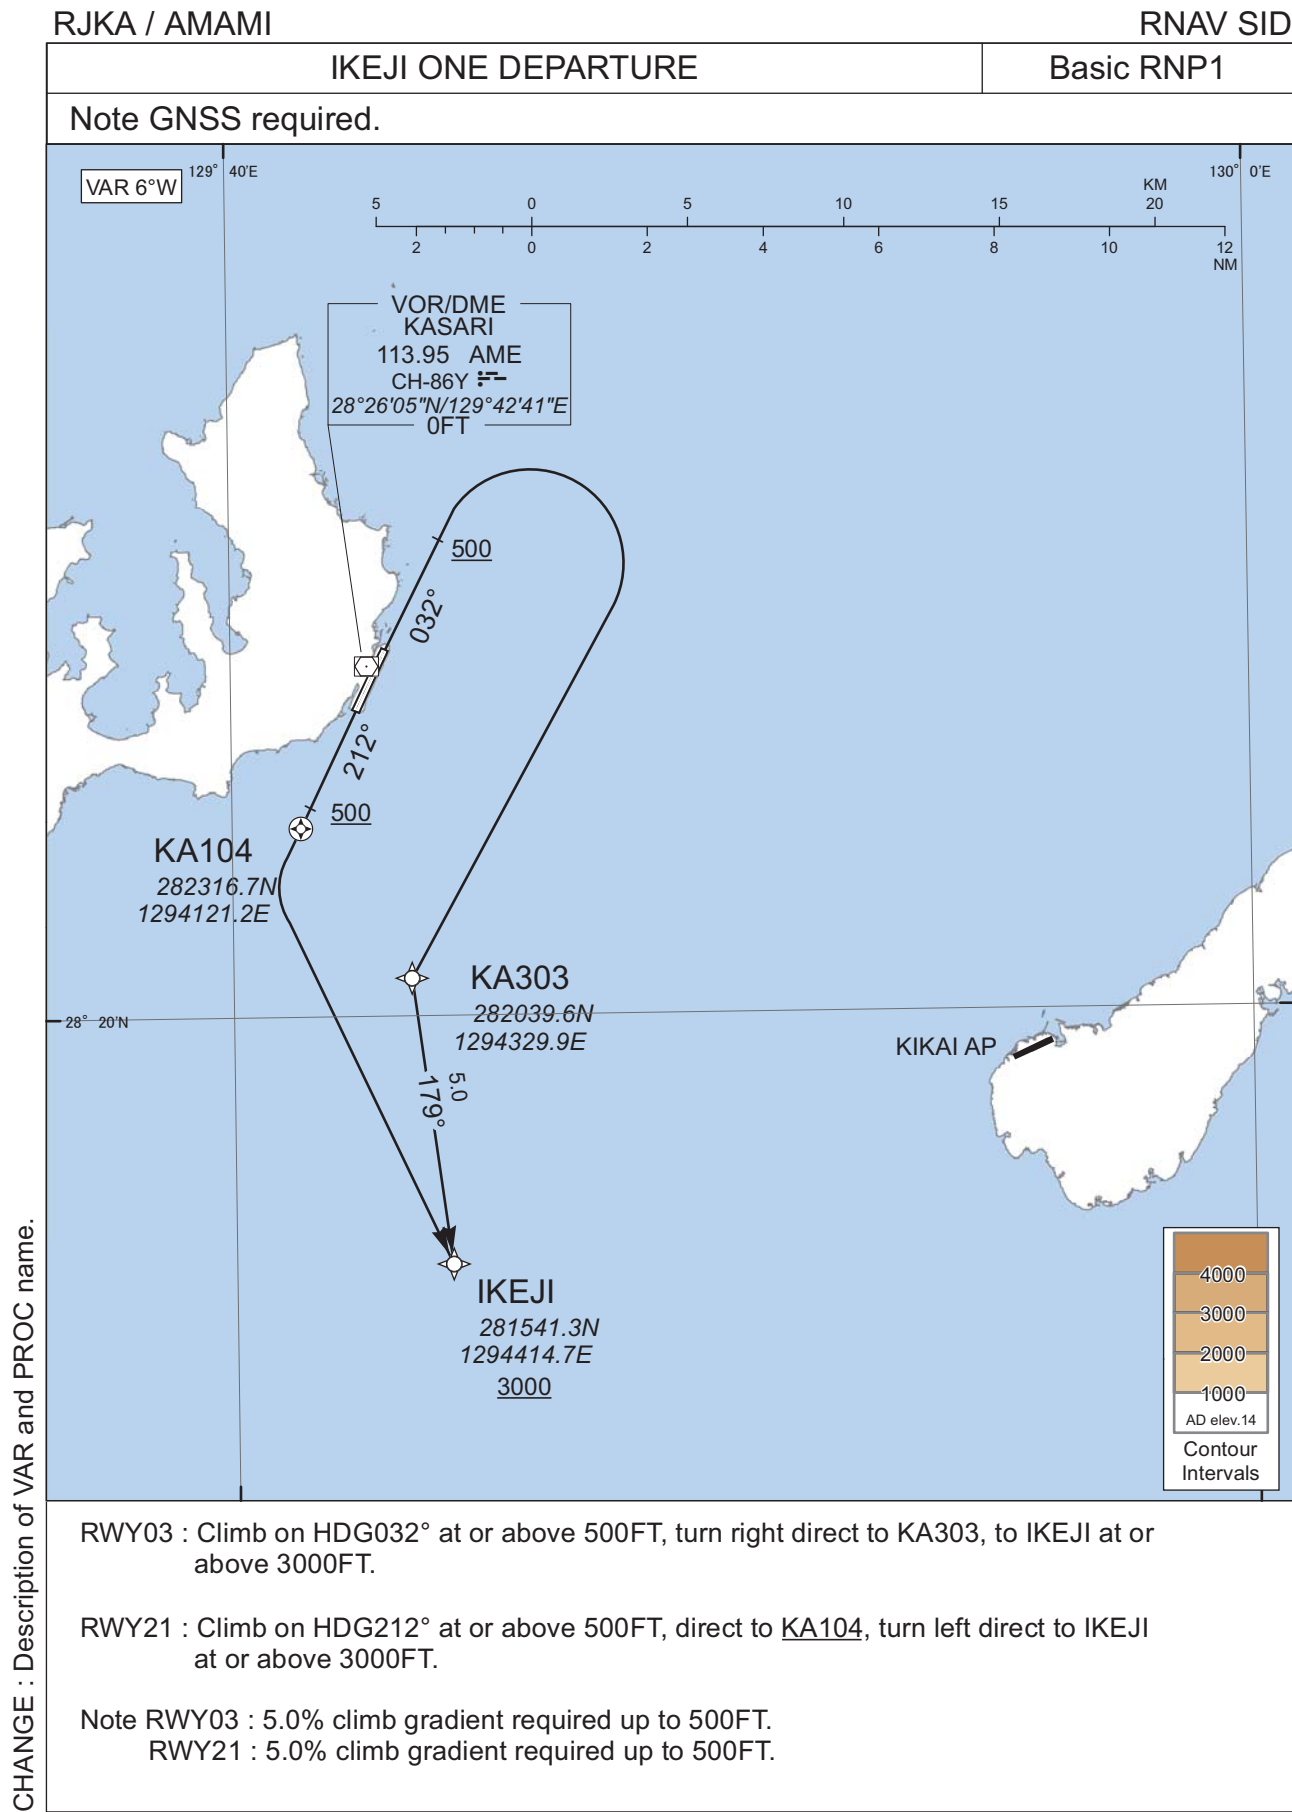 RJKA / AMAMI
RNAV SID
IKEJI ONE DEPARTURE
Basic RNP1
Note GNSS required.
VAR 6°W
129° 40'E
130° 0'E
KM
5 0 5 10 15 20
2 0 2 4 6 8 10 12
NM
VOR/DME
KASARI
113.95 AME
CH-86Y
28°26'05"N/129°42'41"E
0FT
500
032°
212°
500
KA104
282316.7N
1294121.2E
KA303
282039.6N
1294329.9E
28° 20'N
KIKAI AP
5.0
179°
IKEJI
281541.3N
1294414.7E
3000
4000
3000
2000
1000
AD elev.14
Contour
Intervals
RWY03 : Climb on HDG032° at or above 500FT, turn right direct to KA303, to IKEJI at or
above 3000FT.
RWY21 : Climb on HDG212° at or above 500FT, direct to KA104, turn left direct to IKEJI
at or above 3000FT.
Note RWY03 : 5.0% climb gradient required up to 500FT.
RWY21 : 5.0% climb gradient required up to 500FT.
CHANGE : Description of VAR and PROC name.